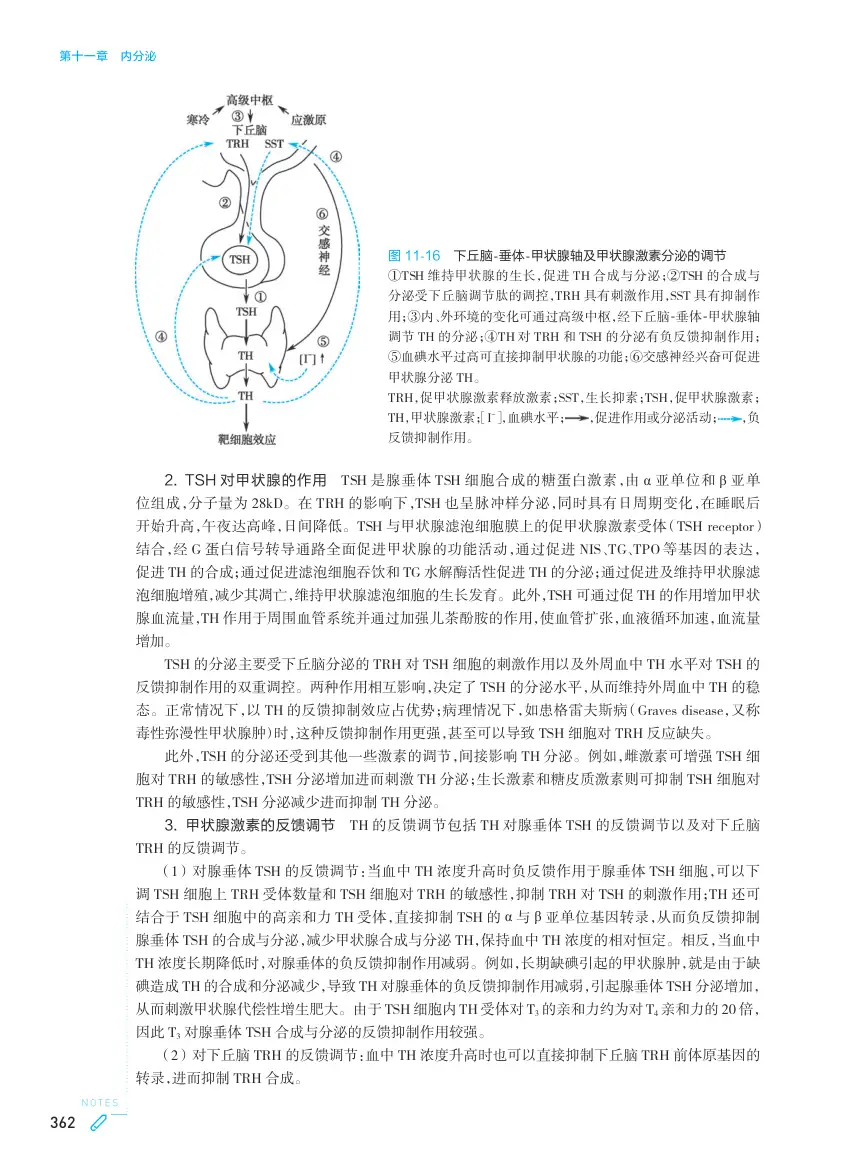 第十一章 内分泌
高级中枢
寒冷 ③ 应激原
下丘脑
TRH SST
④
②
⑥
交感神经
TSH
①
TSH
④
⑤
TH
[I⁻]↑
TH
靶细胞效应
图 11-16 下丘脑-垂体-甲状腺轴及甲状腺激素分泌的调节
①TSH 维持甲状腺的生长,促进 TH 合成与分泌;②TSH 的合成与
分泌受下丘脑调节肽的调控,TRH 具有刺激作用,SST 具有抑制作
用;③内、外环境的变化可通过高级中枢,经下丘脑-垂体-甲状腺轴
调节 TH 的分泌;④TH 对 TRH 和 TSH 的分泌有负反馈抑制作用;
⑤血碘水平过高可直接抑制甲状腺的功能;⑥交感神经兴奋可促进
甲状腺分泌 TH。
TRH,促甲状腺激素释放激素;SST,生长抑素;TSH,促甲状腺激素;
TH,甲状腺激素;[I⁻],血碘水平;→,促进作用或分泌活动;⇢,负
反馈抑制作用。
2. TSH 对甲状腺的作用 TSH 是腺垂体 TSH 细胞合成的糖蛋白激素,由 α 亚单位和 β 亚单
位组成,分子量为 28kD。在 TRH 的影响下,TSH 也呈脉冲样分泌,同时具有日周期变化,在睡眠后
开始升高,午夜达高峰,日间降低。TSH 与甲状腺滤泡细胞膜上的促甲状腺激素受体(TSH receptor)
结合,经 G 蛋白信号转导通路全面促进甲状腺的功能活动,通过促进 NIS、TG、TPO 等基因的表达,
促进 TH 的合成;通过促进滤泡细胞吞饮和 TG 水解酶活性促进 TH 的分泌;通过促进及维持甲状腺滤
泡细胞增殖,减少其凋亡,维持甲状腺滤泡细胞的生长发育。此外,TSH 可通过促 TH 的作用增加甲状
腺血流量,TH 作用于周围血管系统并通过加强儿茶酚胺的作用,使血管扩张,血液循环加速,血流量
增加。
TSH 的分泌主要受下丘脑分泌的 TRH 对 TSH 细胞的刺激作用以及外周血中 TH 水平对 TSH 的
反馈抑制作用的双重调控。两种作用相互影响,决定了 TSH 的分泌水平,从而维持外周血中 TH 的稳
态。正常情况下,以 TH 的反馈抑制效应占优势;病理情况下,如患格雷夫斯病(Graves disease,又称
毒性弥漫性甲状腺肿)时,这种反馈抑制作用更强,甚至可以导致 TSH 细胞对 TRH 反应缺失。
此外,TSH 的分泌还受到其他一些激素的调节,间接影响 TH 分泌。例如,雌激素可增强 TSH 细
胞对 TRH 的敏感性,TSH 分泌增加进而刺激 TH 分泌;生长激素和糖皮质激素则可抑制 TSH 细胞对
TRH 的敏感性,TSH 分泌减少进而抑制 TH 分泌。
3. 甲状腺激素的反馈调节 TH 的反馈调节包括 TH 对腺垂体 TSH 的反馈调节以及对下丘脑
TRH 的反馈调节。
(1)对腺垂体 TSH 的反馈调节:当血中 TH 浓度升高时负反馈作用于腺垂体 TSH 细胞,可以下
调 TSH 细胞上 TRH 受体数量和 TSH 细胞对 TRH 的敏感性,抑制 TRH 对 TSH 的刺激作用;TH 还可
结合于 TSH 细胞中的高亲和力 TH 受体,直接抑制 TSH 的 α 与 β 亚单位基因转录,从而负反馈抑制
腺垂体 TSH 的合成与分泌,减少甲状腺合成与分泌 TH,保持血中 TH 浓度的相对恒定。相反,当血中
TH 浓度长期降低时,对腺垂体的负反馈抑制作用减弱。例如,长期缺碘引起的甲状腺肿,就是由于缺
碘造成 TH 的合成和分泌减少,导致 TH 对腺垂体的负反馈抑制作用减弱,引起腺垂体 TSH 分泌增加,
从而刺激甲状腺代偿性增生肥大。由于 TSH 细胞内 TH 受体对 T₃ 的亲和力约为对 T₄ 亲和力的 20 倍,
因此 T₃ 对腺垂体 TSH 合成与分泌的反馈抑制作用较强。
(2)对下丘脑 TRH 的反馈调节:血中 TH 浓度升高时也可以直接抑制下丘脑 TRH 前体原基因的
转录,进而抑制 TRH 合成。
NOTES
362